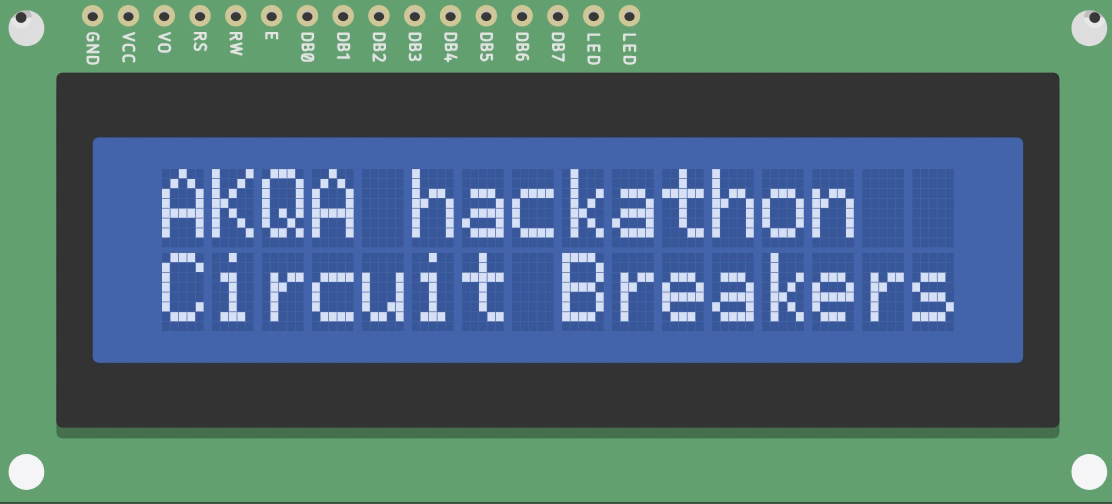 GND VCC VO RS RW E DB0 DB1 DB2 DB3 DB4 DB5 DB6 DB7 LED LED
AKQA hackathon
Circuit Breakers